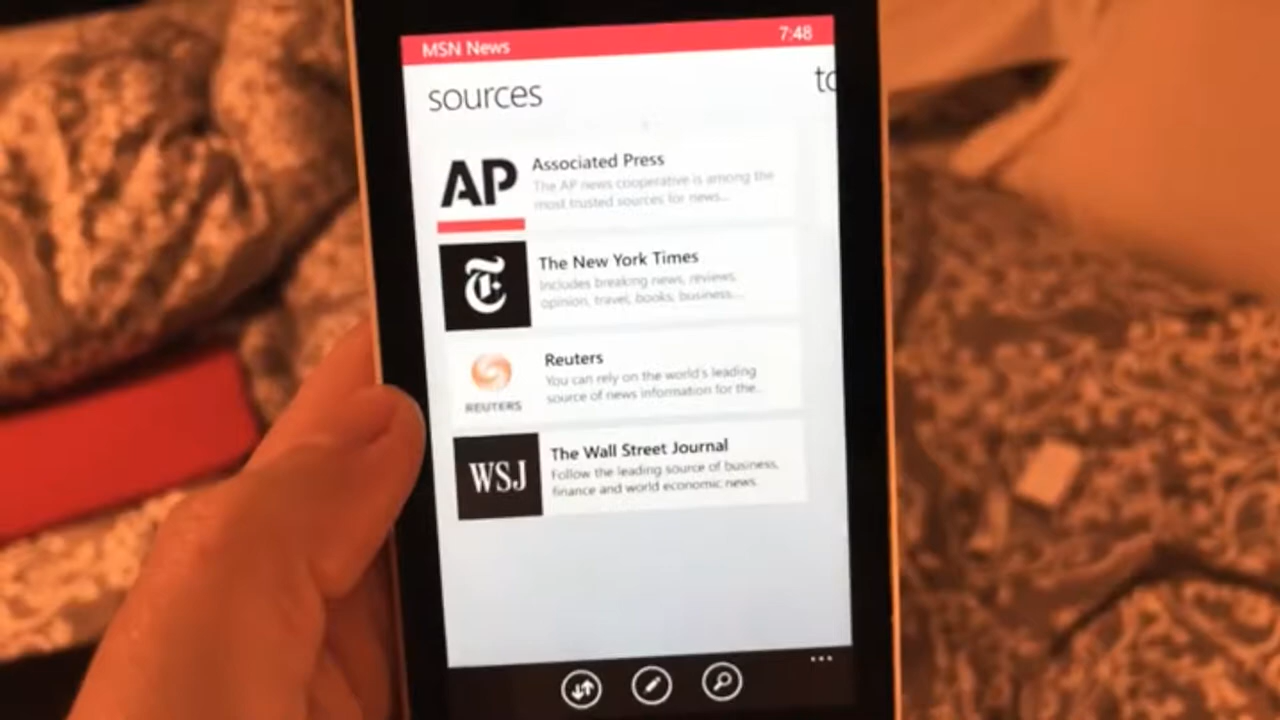 MSN News 7:48
sources to
AP
Associated Press
The AP news cooperative is among the
most trusted sources for news...
The New York Times
Includes breaking news, reviews,
opinion, travel, books, business....
Reuters
You can rely on the world's leading
source of news information for the..
REUTERS
The Wall Street Journal
WSJ
Follow the leading source of business,
finance and world economic news.